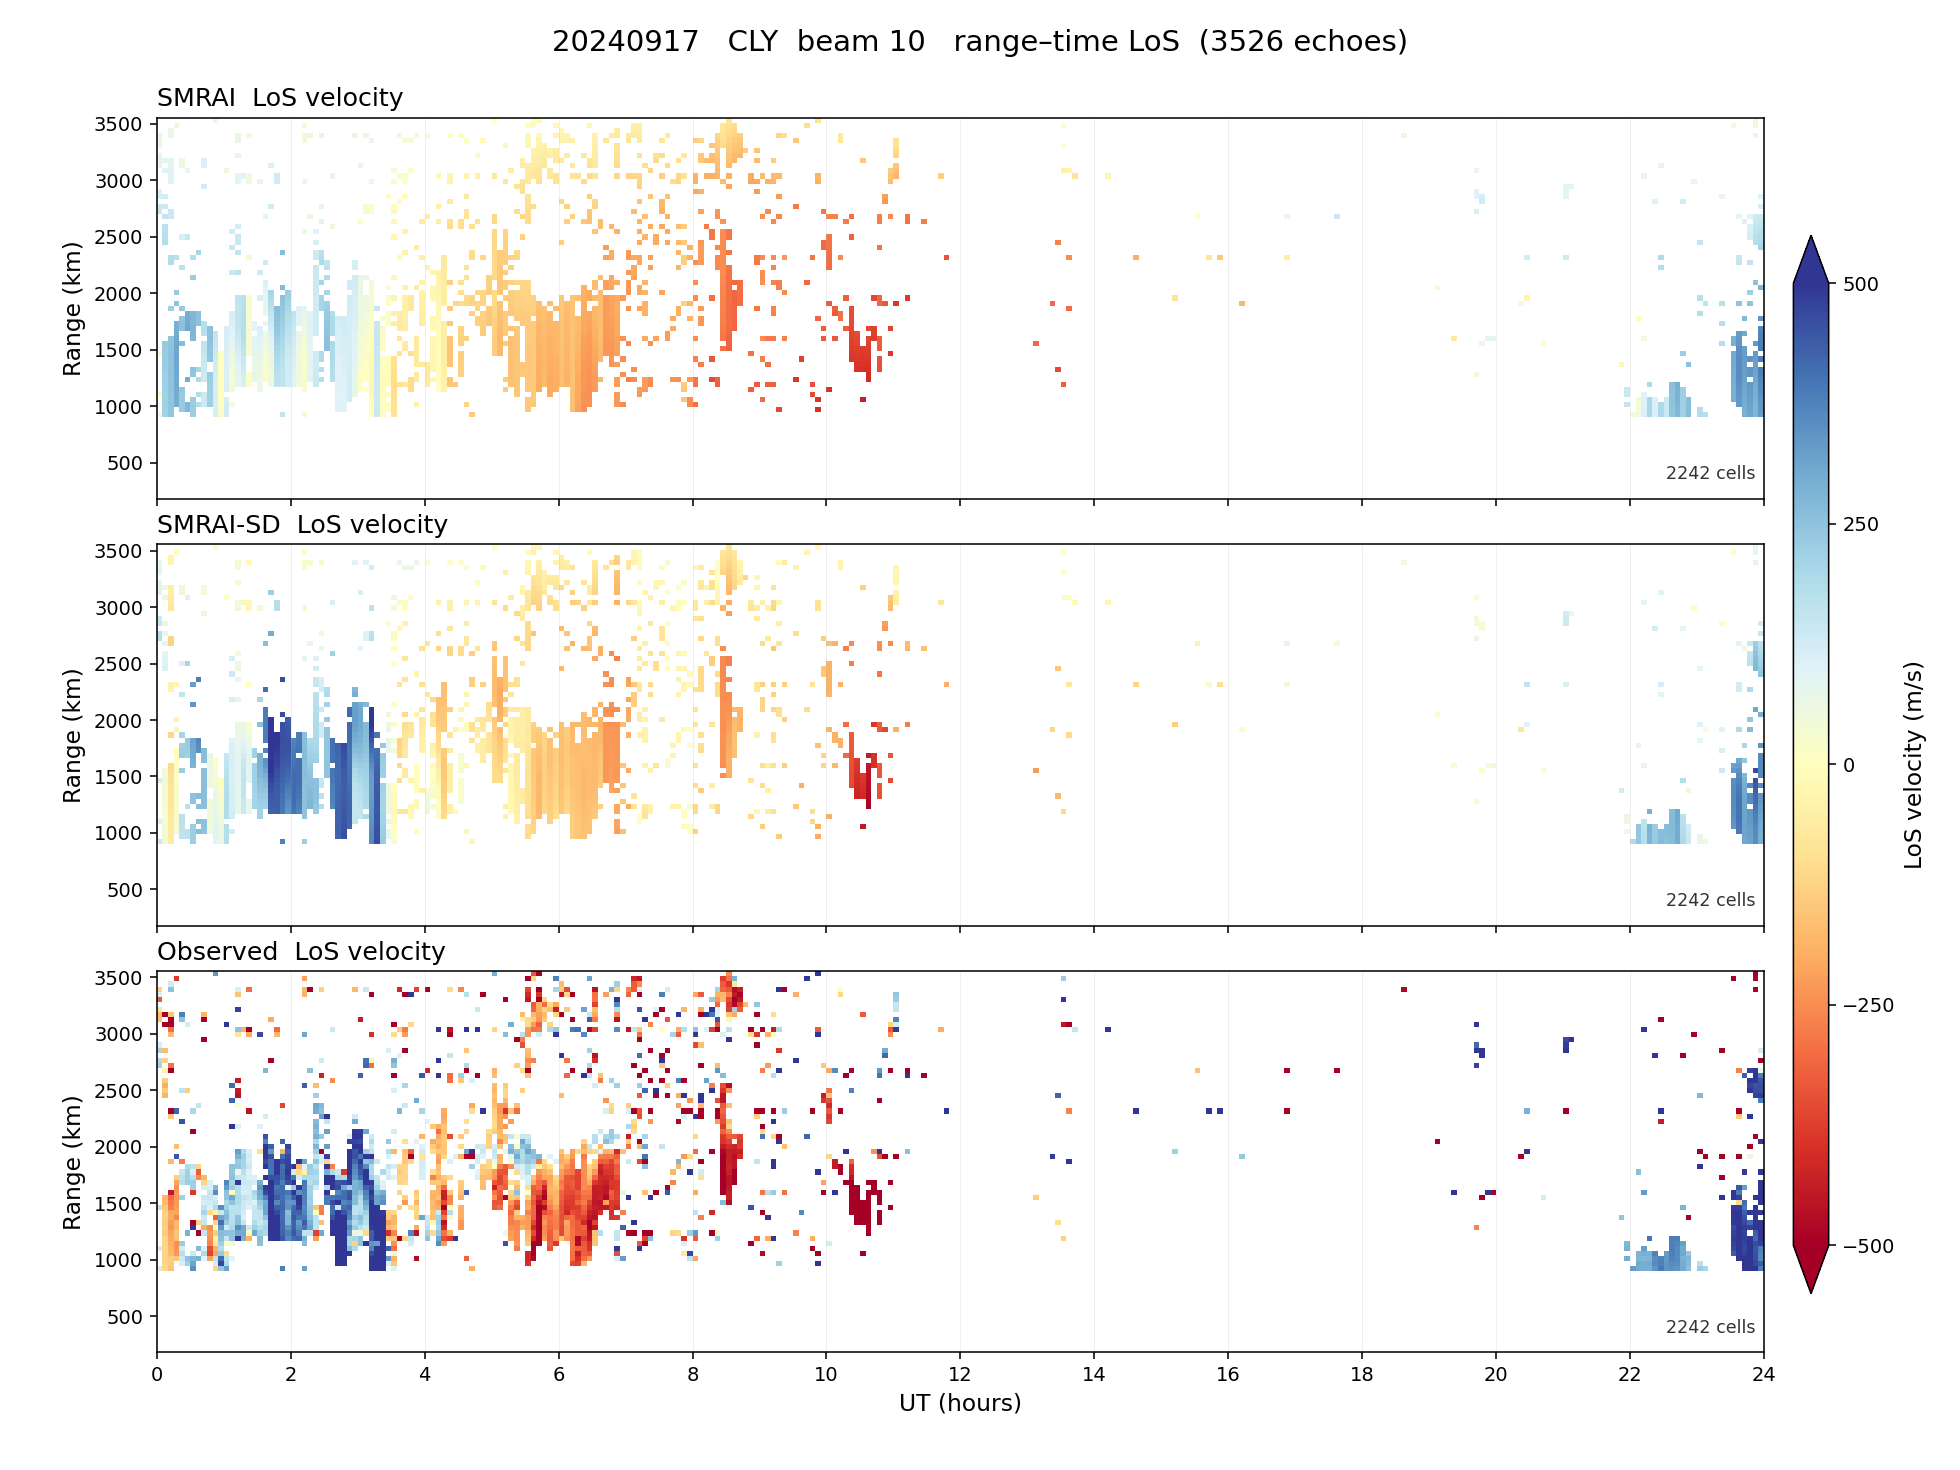 20240917   CLY  beam 10   range–time LoS  (3526 echoes)
SMRAI  LoS velocity
3500
3000
2500
2000
1500
1000
500
Range (km)
2242 cells
SMRAI-SD  LoS velocity
3500
3000
2500
2000
1500
1000
500
Range (km)
2242 cells
Observed  LoS velocity
3500
3000
2500
2000
1500
1000
500
Range (km)
2242 cells
0 2 4 6 8 10 12 14 16 18 20 22 24
UT (hours)
500
250
0
−250
−500
LoS velocity (m/s)